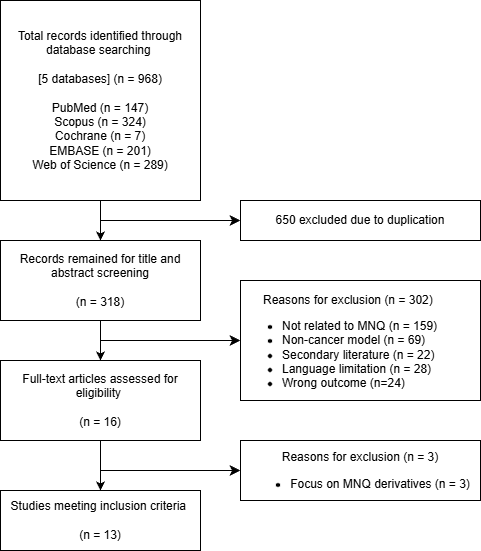 Total records identified through
database searching
[5 databases] (n = 968)
PubMed (n = 147)
Scopus (n = 324)
Cochrane (n = 7)
EMBASE (n = 201)
Web of Science (n = 289)
650 excluded due to duplication
Records remained for title and
abstract screening
(n = 318)
Reasons for exclusion (n = 302)
• Not related to MNQ (n = 159)
• Non-cancer model (n = 69)
• Secondary literature (n = 22)
• Language limitation (n = 28)
• Wrong outcome (n=24)
Full-text articles assessed for
eligibility
(n = 16)
Reasons for exclusion (n = 3)
• Focus on MNQ derivatives (n = 3)
Studies meeting inclusion criteria
(n = 13)